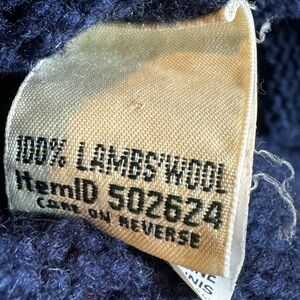 100% LAMBS'WOOL
ItemID 502624
CARE ON REVERSE